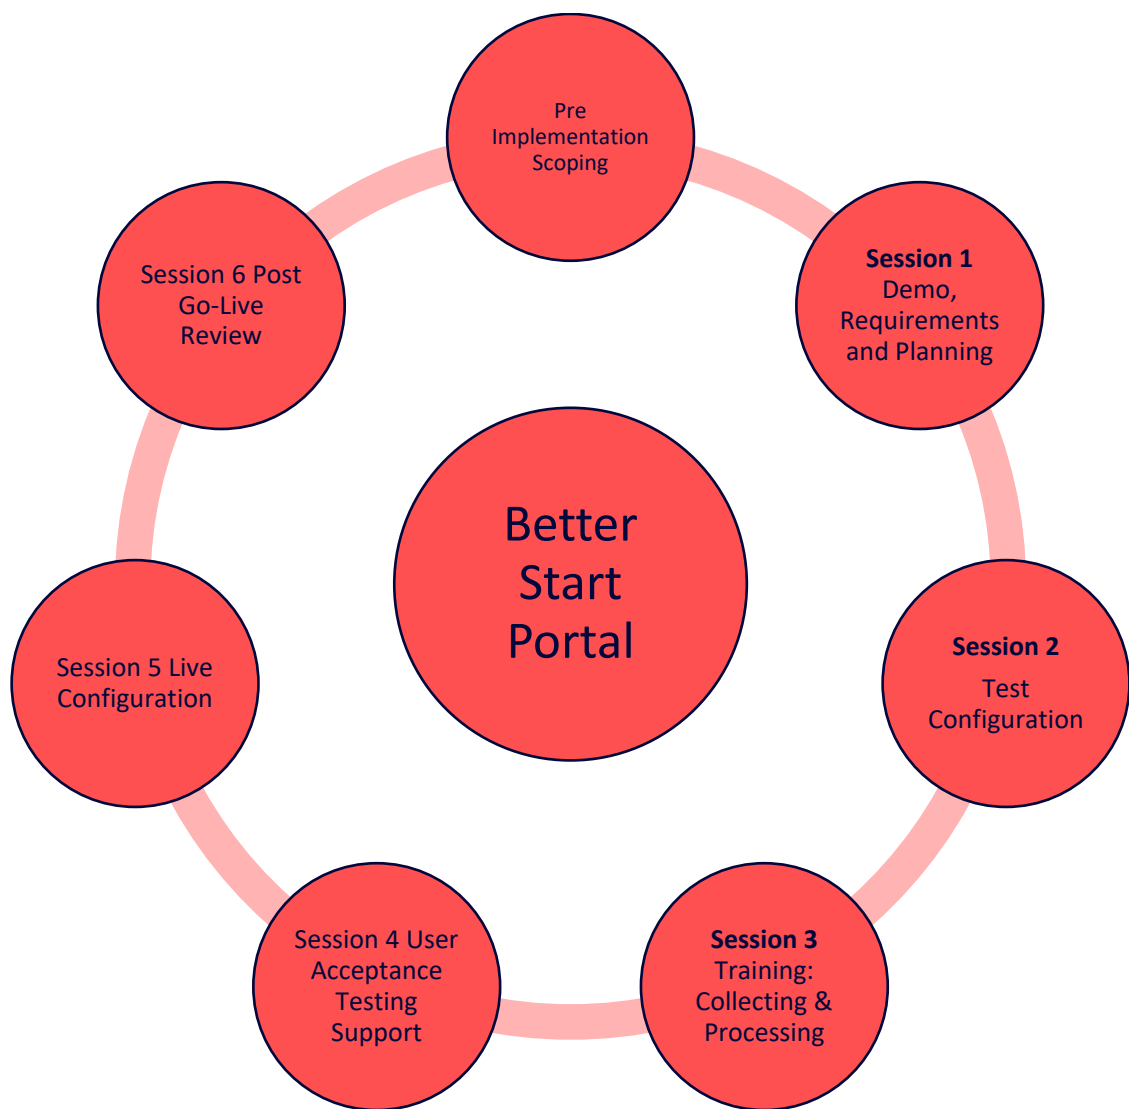 Pre
Implementation
Scoping
Session 1
Demo,
Requirements
and Planning
Session 2
Test
Configuration
Session 3
Training:
Collecting &
Processing
Session 4 User
Acceptance
Testing
Support
Session 5 Live
Configuration
Session 6 Post
Go-Live
Review
Better
Start
Portal